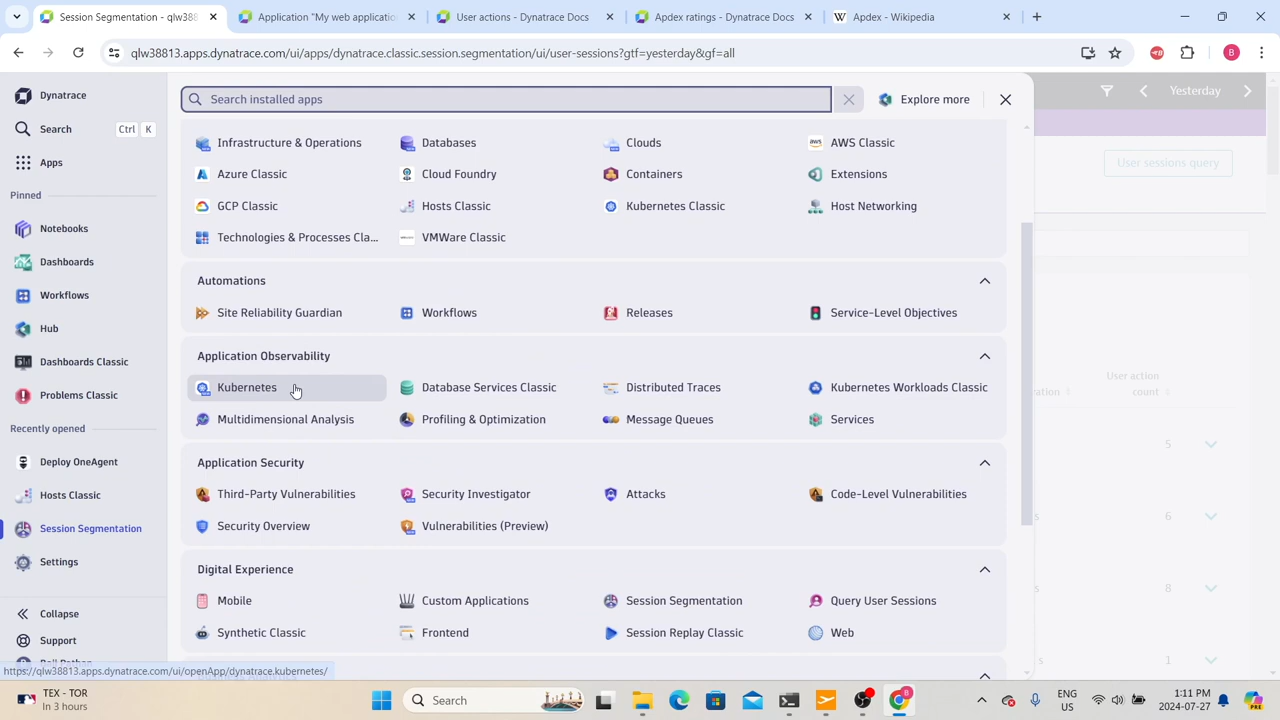 Session Segmentation - qlw38813
Application "My web application
User actions - Dynatrace Docs
Apdex ratings - Dynatrace Docs
Apdex - Wikipedia
qlw38813.apps.dynatrace.com/ui/apps/dynatrace.classic.session.segmentation/ui/user-sessions?gtf=yesterday&gf=all
B
Dynatrace
Search Ctrl K
Apps
Pinned
Notebooks
Dashboards
Workflows
Hub
Dashboards Classic
Problems Classic
Recently opened
Deploy OneAgent
Hosts Classic
Session Segmentation
Settings
Collapse
Support
Search installed apps
Explore more
Yesterday
User sessions query
Infrastructure & Operations Databases Clouds AWS Classic
Azure Classic Cloud Foundry Containers Extensions
GCP Classic Hosts Classic Kubernetes Classic Host Networking
Technologies & Processes Cla... VMWare Classic
Automations
Site Reliability Guardian Workflows Releases Service-Level Objectives
Application Observability
Kubernetes Database Services Classic Distributed Traces Kubernetes Workloads Classic
Multidimensional Analysis Profiling & Optimization Message Queues Services
Application Security
Third-Party Vulnerabilities Security Investigator Attacks Code-Level Vulnerabilities
Security Overview Vulnerabilities (Preview)
Digital Experience
Mobile Custom Applications Session Segmentation Query User Sessions
Synthetic Classic Frontend Session Replay Classic Web
User action
count
5
6
8
1
https://qlw38813.apps.dynatrace.com/ui/openApp/dynatrace.kubernetes/
TEX - TOR
In 3 hours
Search
ENG
US
1:11 PM
2024-07-27